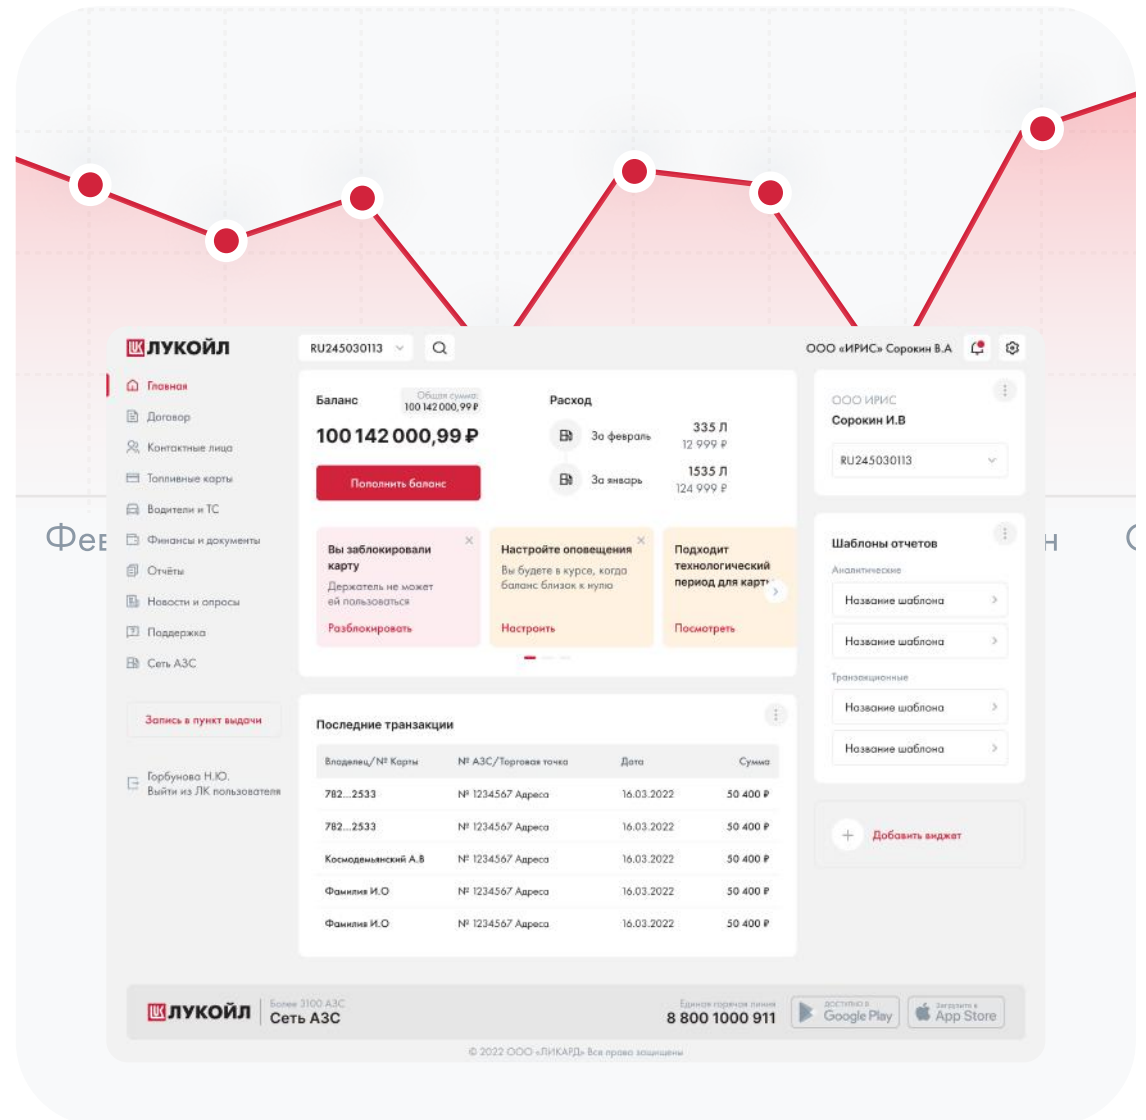 ЛУКОЙЛ
RU245030113
ООО «ИРИС» Сорокин В.А
Главная
Договор
Контактные лица
Топливные карты
Водители и ТС
Финансы и документы
Отчёты
Новости и опросы
Поддержка
Сеть АЗС
Запись в пункт выдачи
Горбунова Н.Ю.
Выйти из ЛК пользователя
Баланс
Общая сумма:
100 142 000,99 ₽
100 142 000,99 ₽
Пополнить баланс
Расход
За февраль
335 Л
12 999 ₽
За январь
1535 Л
124 999 ₽
Вы заблокировали
карту
Держатель не может
ей пользоваться
Разблокировать
Настройте оповещения
Вы будете в курсе, когда
баланс близок к нулю
Настроить
Подходит
технологический
период для карты
Посмотреть
Последние транзакции
Владелец/№ Карты № АЗС/Торговая точка Дата Сумма
782...2533 № 1234567 Адреса 16.03.2022 50 400 ₽
782...2533 № 1234567 Адреса 16.03.2022 50 400 ₽
Космодемьянский А.В № 1234567 Адреса 16.03.2022 50 400 ₽
Фамилия И.О № 1234567 Адреса 16.03.2022 50 400 ₽
Фамилия И.О № 1234567 Адреса 16.03.2022 50 400 ₽
ООО ИРИС
Сорокин И.В
RU245030113
Шаблоны отчетов
Аналитические
Название шаблона
Название шаблона
Транзакционные
Название шаблона
Название шаблона
Добавить виджет
Фев
н
ЛУКОЙЛ
Более 3100 АЗС
Сеть АЗС
Единая горячая линия
8 800 1000 911
ДОСТУПНО В
Google Play
Загрузите в
App Store
© 2022 ООО «ЛИКАРД» Все права защищены